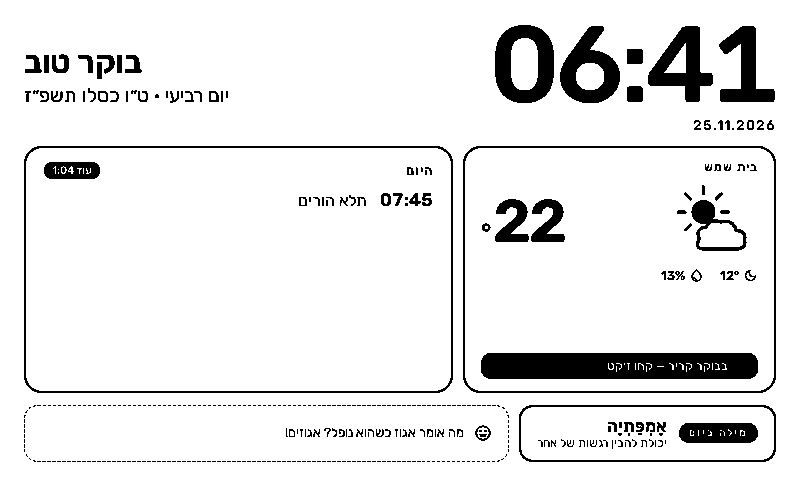 06:41
25.11.2026
בוקר טוב
יום רביעי • ט״ו כסלו תשפ״ז
בית שמש
22°
12° 13%
בבוקר קריר – קחו ז׳קט
היום
עוד 1:04
07:45 תלא הורים
מילה ביום
אֶמְפַּתְיָה
יכולת להבין רגשות של אחר
מה אומר אגוז כשהוא נופל? אגוזים!